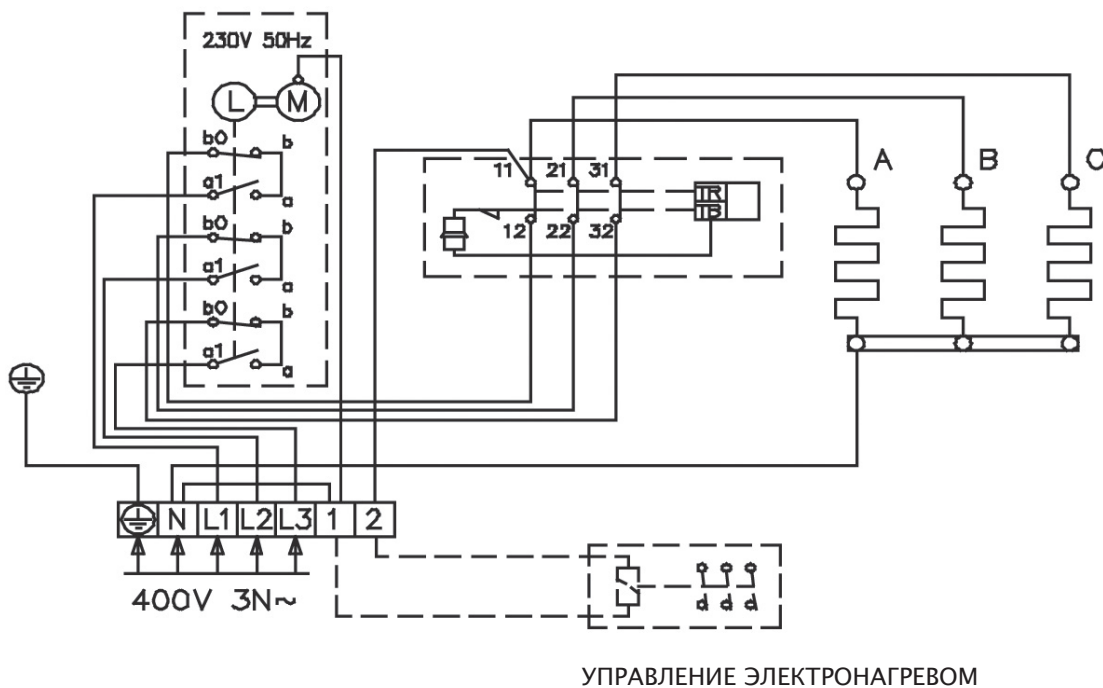 230V 50Hz
L M
b0 b
a1 a
b0 b
a1 a
b0 b
a1 a
11 21 31
TR
TB
12 22 32
A B C
N L1 L2 L3 1 2
400V 3N~
УПРАВЛЕНИЕ ЭЛЕКТРОНАГРЕВОМ